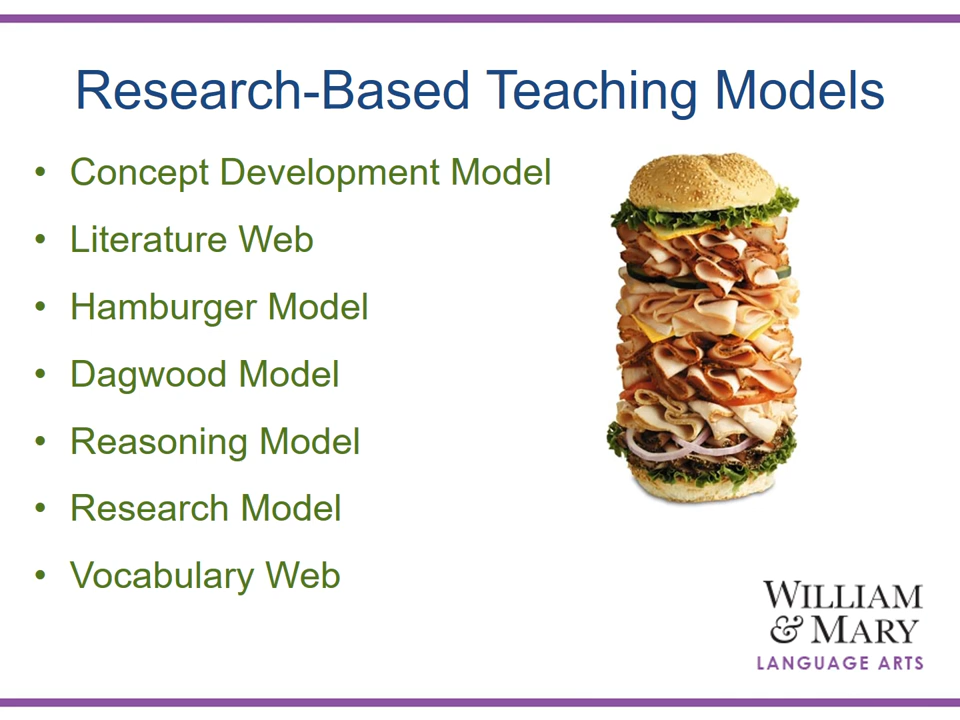 Research-Based Teaching Models
• Concept Development Model
• Literature Web
• Hamburger Model
• Dagwood Model
• Reasoning Model
• Research Model
• Vocabulary Web
WILLIAM
& MARY
LANGUAGE ARTS